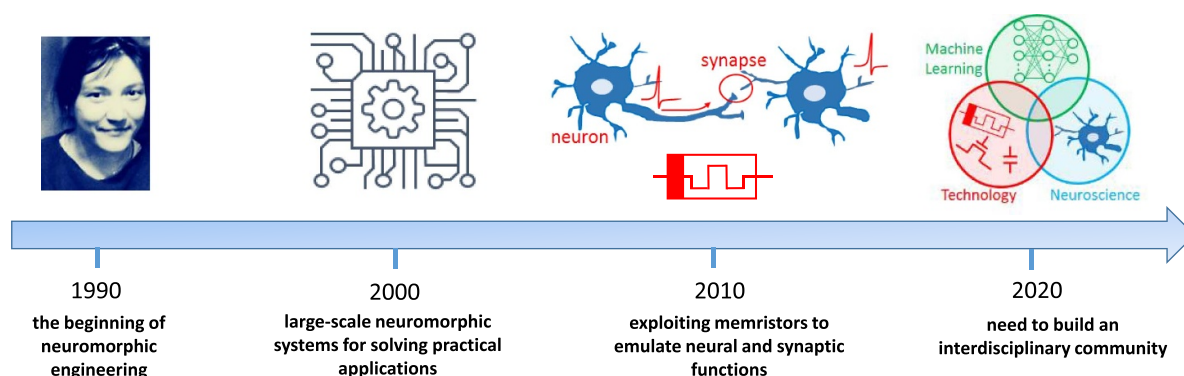 Machine
Learning
synapse
neuron
Technology
Neuroscience
1990
the beginning of
neuromorphic
engineering
2000
large-scale neuromorphic
systems for solving practical
applications
2010
exploiting memristors to
emulate neural and synaptic
functions
2020
need to build an
interdisciplinary community